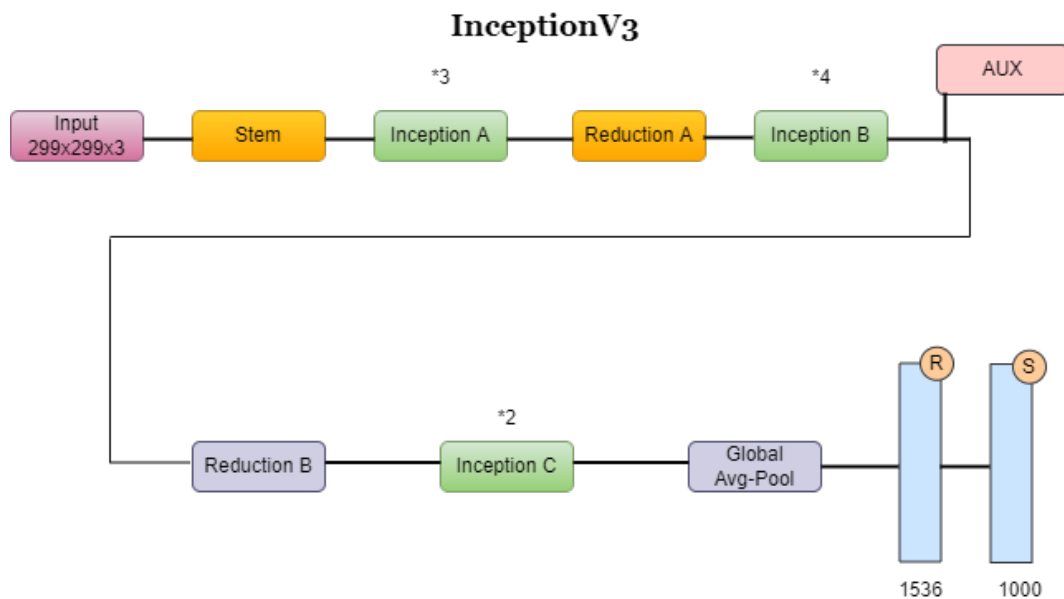 InceptionV3
*3
*4
AUX
Input
299x299x3
Stem
Inception A
Reduction A
Inception B
R
S
*2
Reduction B
Inception C
Global
Avg-Pool
1536
1000